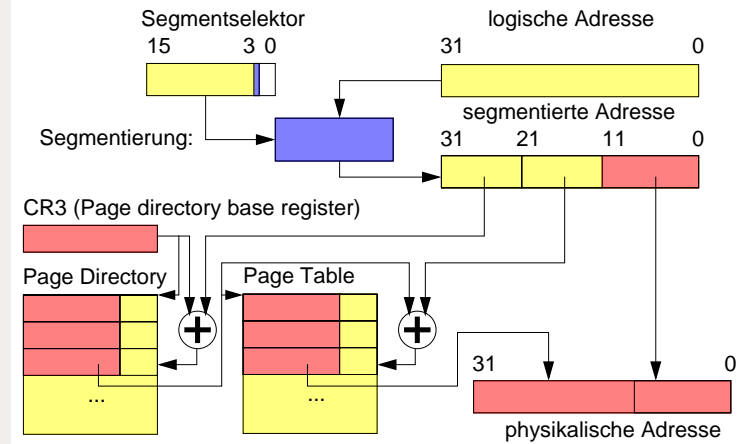 Segmentselektor
logische Adresse
15 3 0
31 0
segmentierte Adresse
Segmentierung:
31 21 11 0
CR3 (Page directory base register)
Page Directory
Page Table
+
+
31 0
...
...
physikalische Adresse